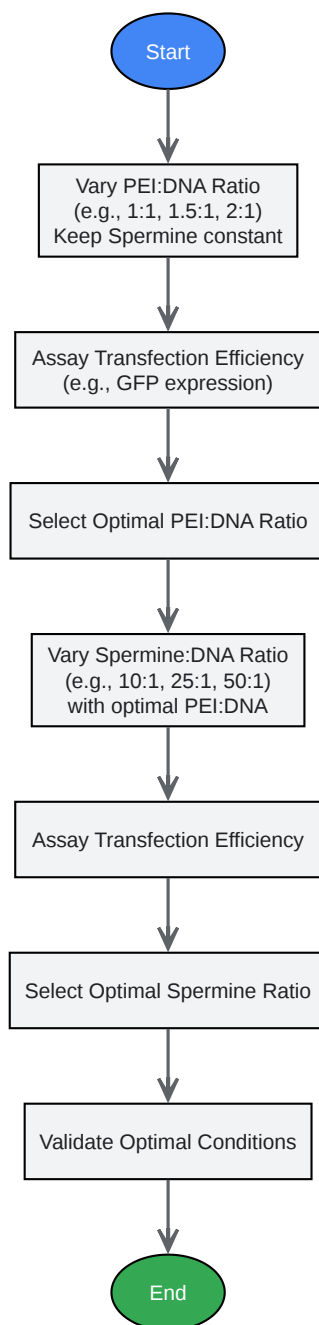 Start
Vary PEI:DNA Ratio
(e.g., 1:1, 1.5:1, 2:1)
Keep Spermine constant
Assay Transfection Efficiency
(e.g., GFP expression)
Select Optimal PEI:DNA Ratio
Vary Spermine:DNA Ratio
(e.g., 10:1, 25:1, 50:1)
with optimal PEI:DNA
Assay Transfection Efficiency
Select Optimal Spermine Ratio
Validate Optimal Conditions
End